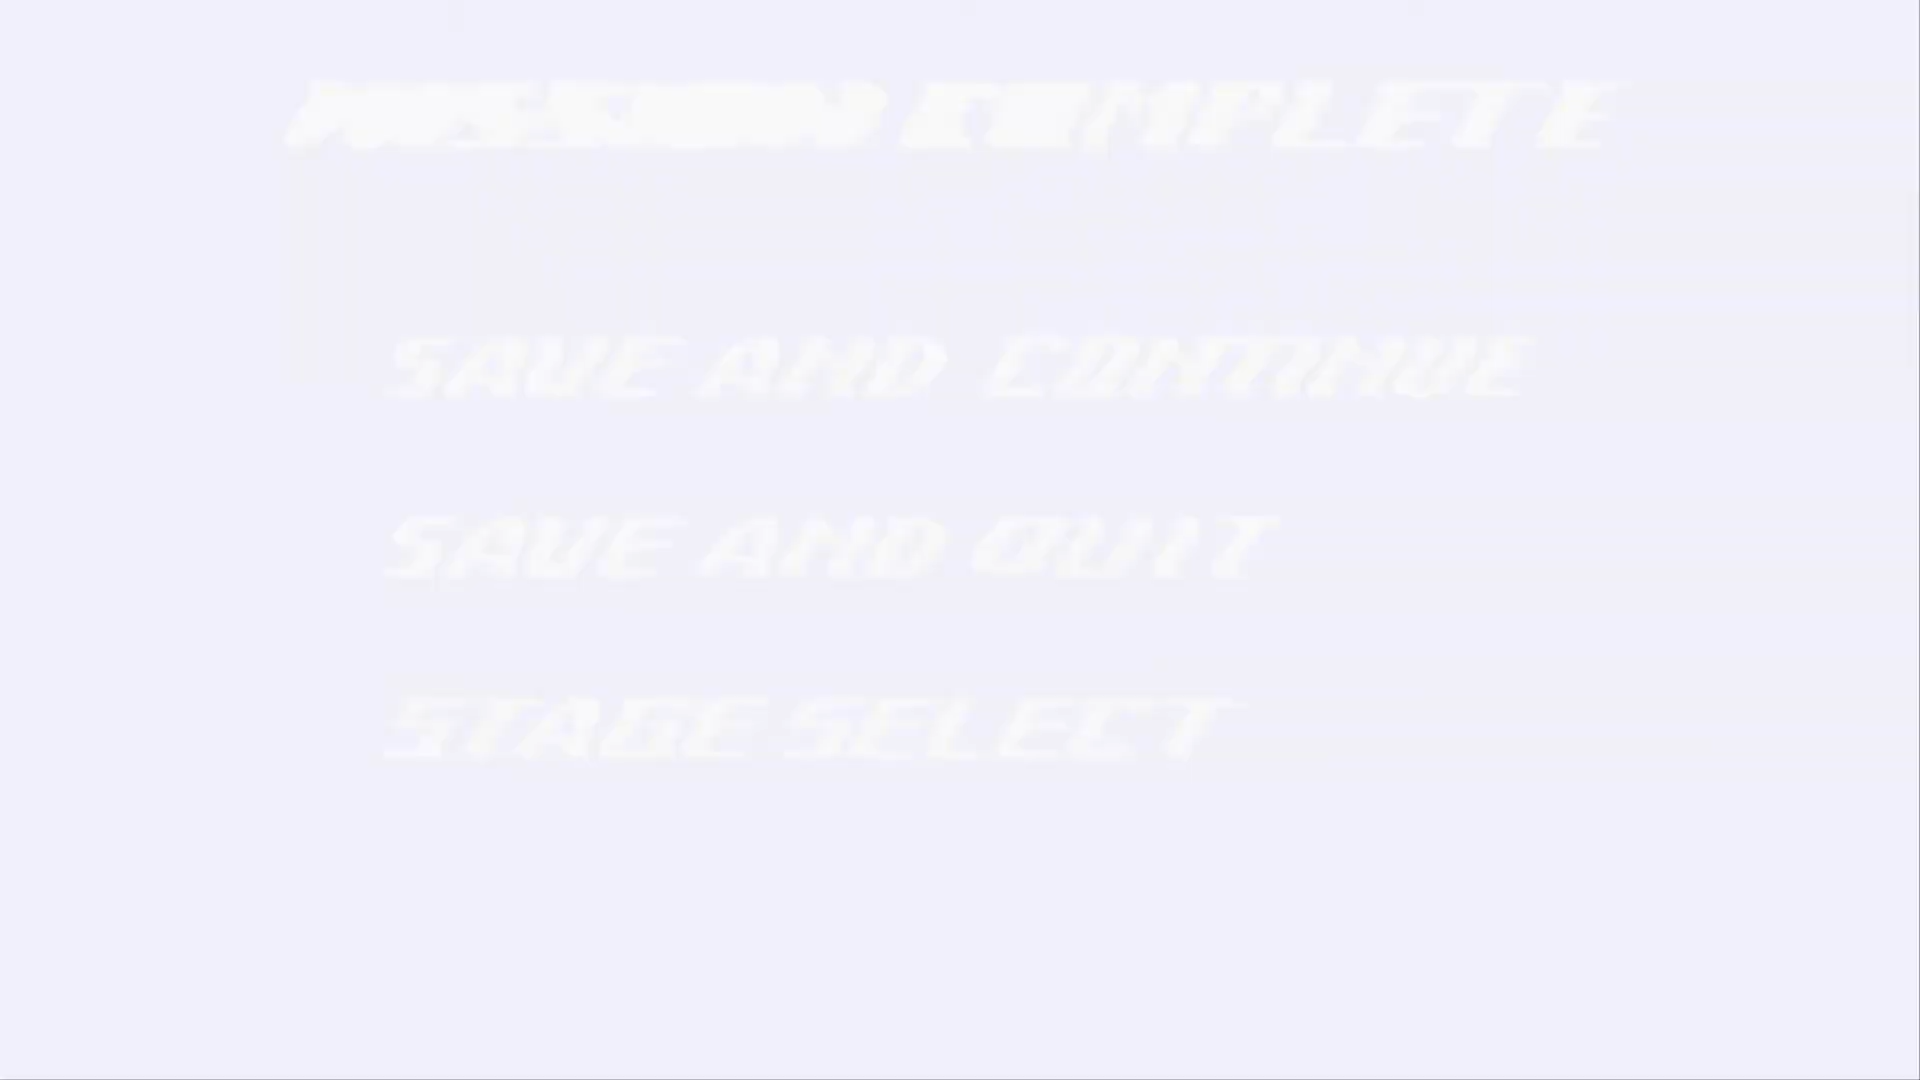 MISSION COMPLETE
SAVE AND CONTINUE
SAVE AND QUIT
STAGE SELECT